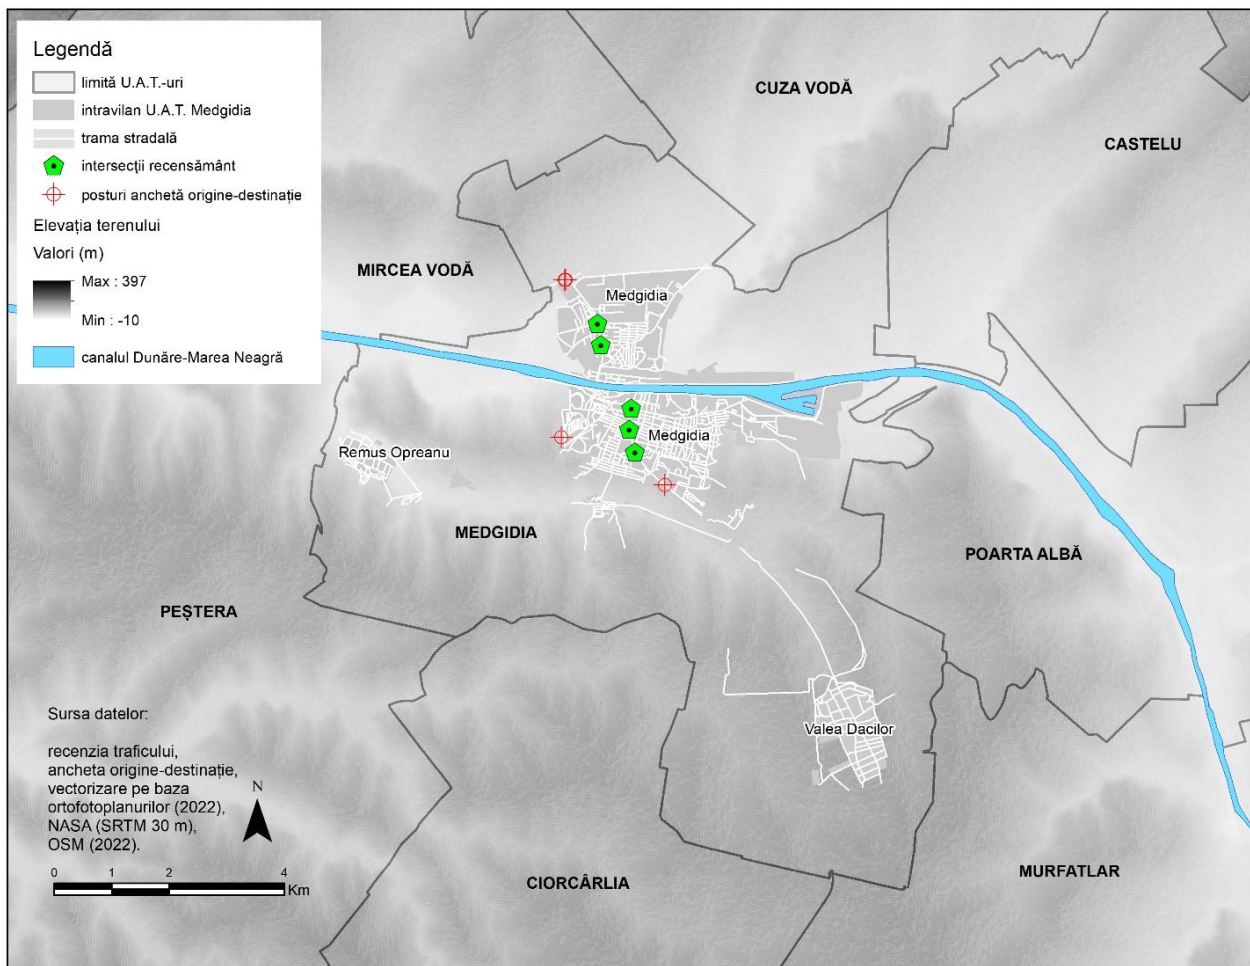 Legendă
limită U.A.T.-uri
intravilan U.A.T. Medgidia
trama stradală
intersecții recensământ
posturi anchetă origine-destinație
Elevația terenului
Valori (m)
Max : 397
Min : -10
canalul Dunăre-Marea Neagră
CUZA VODĂ
CASTELU
MIRCEA VODĂ
Medgidia
Medgidia
Remus Opreanu
MEDGIDIA
POARTA ALBĂ
PEȘTERA
Valea Dacilor
CIORCÂRLIA
MURFATLAR
Sursa datelor:
recenzia traficului,
ancheta origine-destinație,
vectorizare pe baza
ortofotoplanurilor (2022),
NASA (SRTM 30 m),
OSM (2022).
N
0 1 2 4
Km